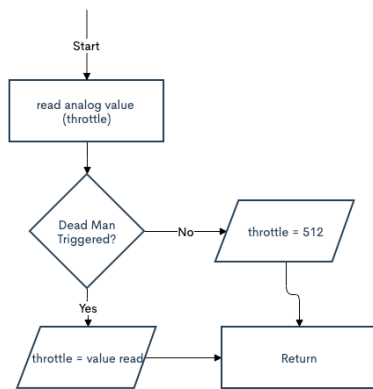 Start
read analog value
(throttle)
Dead Man
Triggered?
No
throttle = 512
Yes
throttle = value read
Return